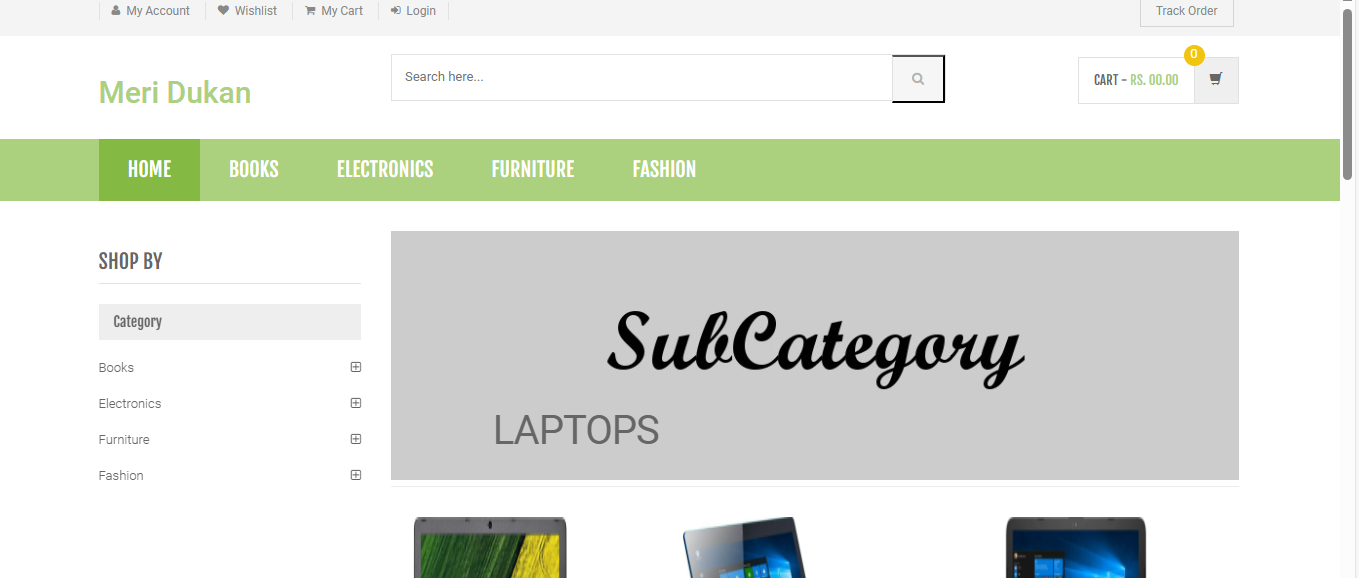 My Account Wishlist My Cart Login Track Order
Meri Dukan
Search here...
0
CART - RS. 00.00
HOME BOOKS ELECTRONICS FURNITURE FASHION
SHOP BY
Category
Books
Electronics
Furniture
Fashion
SubCategory
LAPTOPS